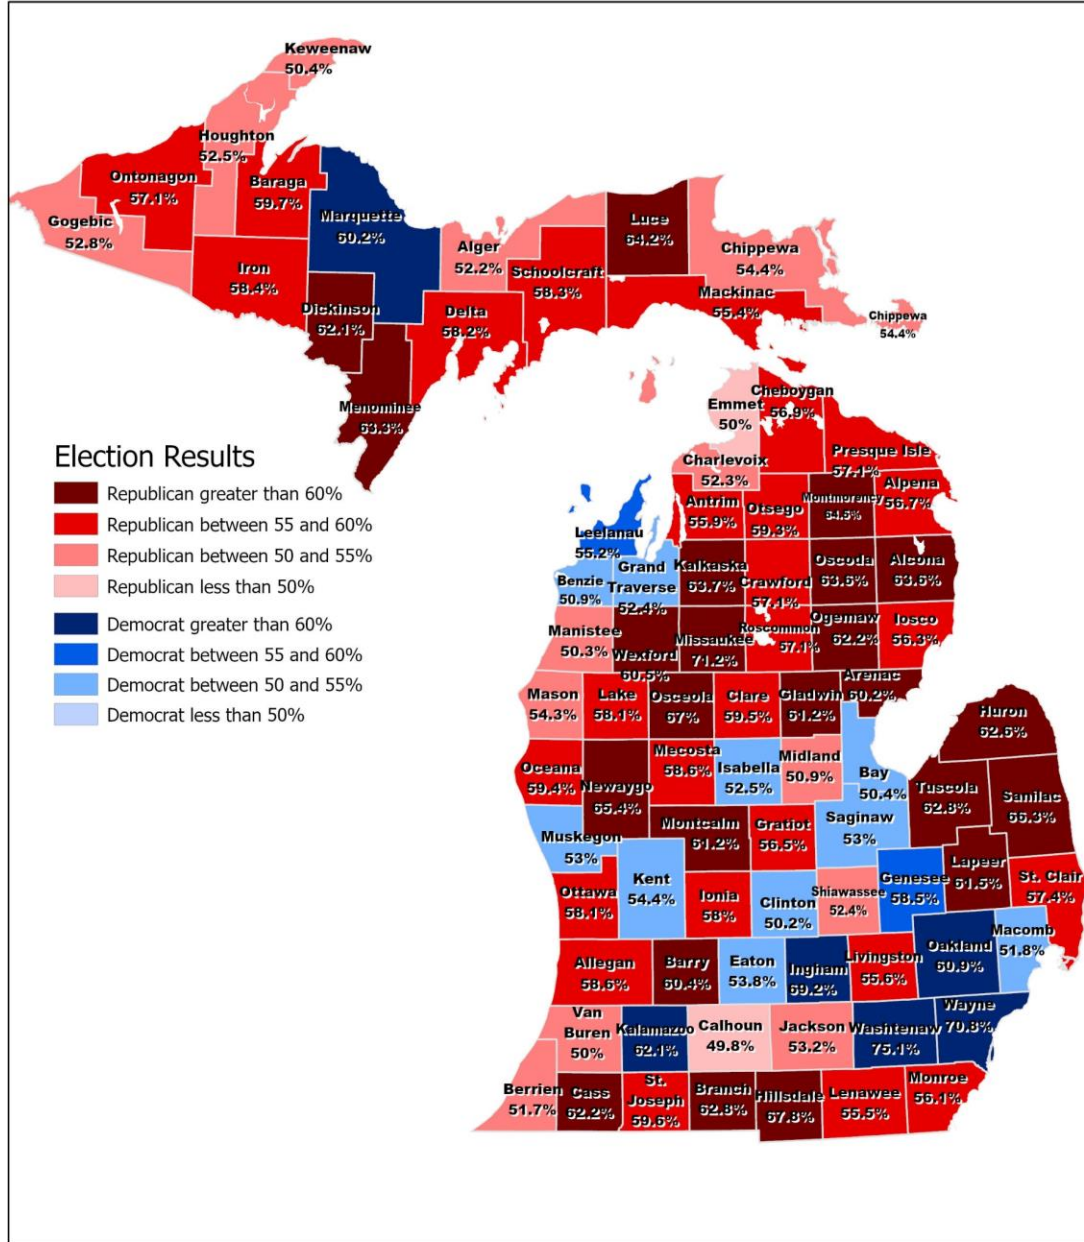 Keweenaw
50.4%
Houghton
52.5%
Ontonagon
57.1%
Baraga
59.7%
Marquette
60.2%
Gogebic
52.8%
Iron
58.4%
Dickinson
62.1%
Menominee
63.3%
Delta
58.2%
Alger
52.2%
Schoolcraft
58.3%
Luce
64.2%
Chippewa
54.4%
Mackinac
55.4%
Chippewa
54.4%
Election Results
Republican greater than 60%
Republican between 55 and 60%
Republican between 50 and 55%
Republican less than 50%
Democrat greater than 60%
Democrat between 55 and 60%
Democrat between 50 and 55%
Democrat less than 50%
Emmet
50%
Cheboygan
56.9%
Charlevoix
52.3%
Presque Isle
57.1%
Antrim
55.9%
Otsego
59.3%
Montmorency
64.5%
Alpena
56.7%
Leelanau
55.2%
Benzie
50.9%
Grand
Traverse
52.4%
Kalkaska
63.7%
Crawford
57.1%
Oscoda
63.6%
Alcona
63.6%
Manistee
50.3%
Wexford
60.5%
Missaukee
71.2%
Roscommon
57.1%
Ogemaw
62.2%
Iosco
56.3%
Mason
54.3%
Lake
58.1%
Osceola
67%
Clare
59.5%
Gladwin
61.2%
Arenac
60.2%
Huron
62.6%
Oceana
59.4%
Newaygo
65.4%
Mecosta
58.6%
Isabella
52.5%
Midland
50.9%
Bay
50.4%
Tuscola
62.8%
Sanilac
66.3%
Muskegon
53%
Montcalm
61.2%
Gratiot
56.5%
Saginaw
53%
Ottawa
58.1%
Kent
54.4%
Ionia
58%
Clinton
50.2%
Shiawassee
52.4%
Genesee
58.5%
Lapeer
61.5%
St. Clair
57.4%
Allegan
58.6%
Barry
60.4%
Eaton
53.8%
Ingham
69.2%
Livingston
55.6%
Oakland
60.9%
Macomb
51.8%
Van
Buren
50%
Kalamazoo
62.1%
Calhoun
49.8%
Jackson
53.2%
Washtenaw
75.1%
Wayne
70.8%
Berrien
51.7%
Cass
62.2%
St.
Joseph
59.6%
Branch
62.8%
Hillsdale
67.8%
Lenawee
55.5%
Monroe
56.1%